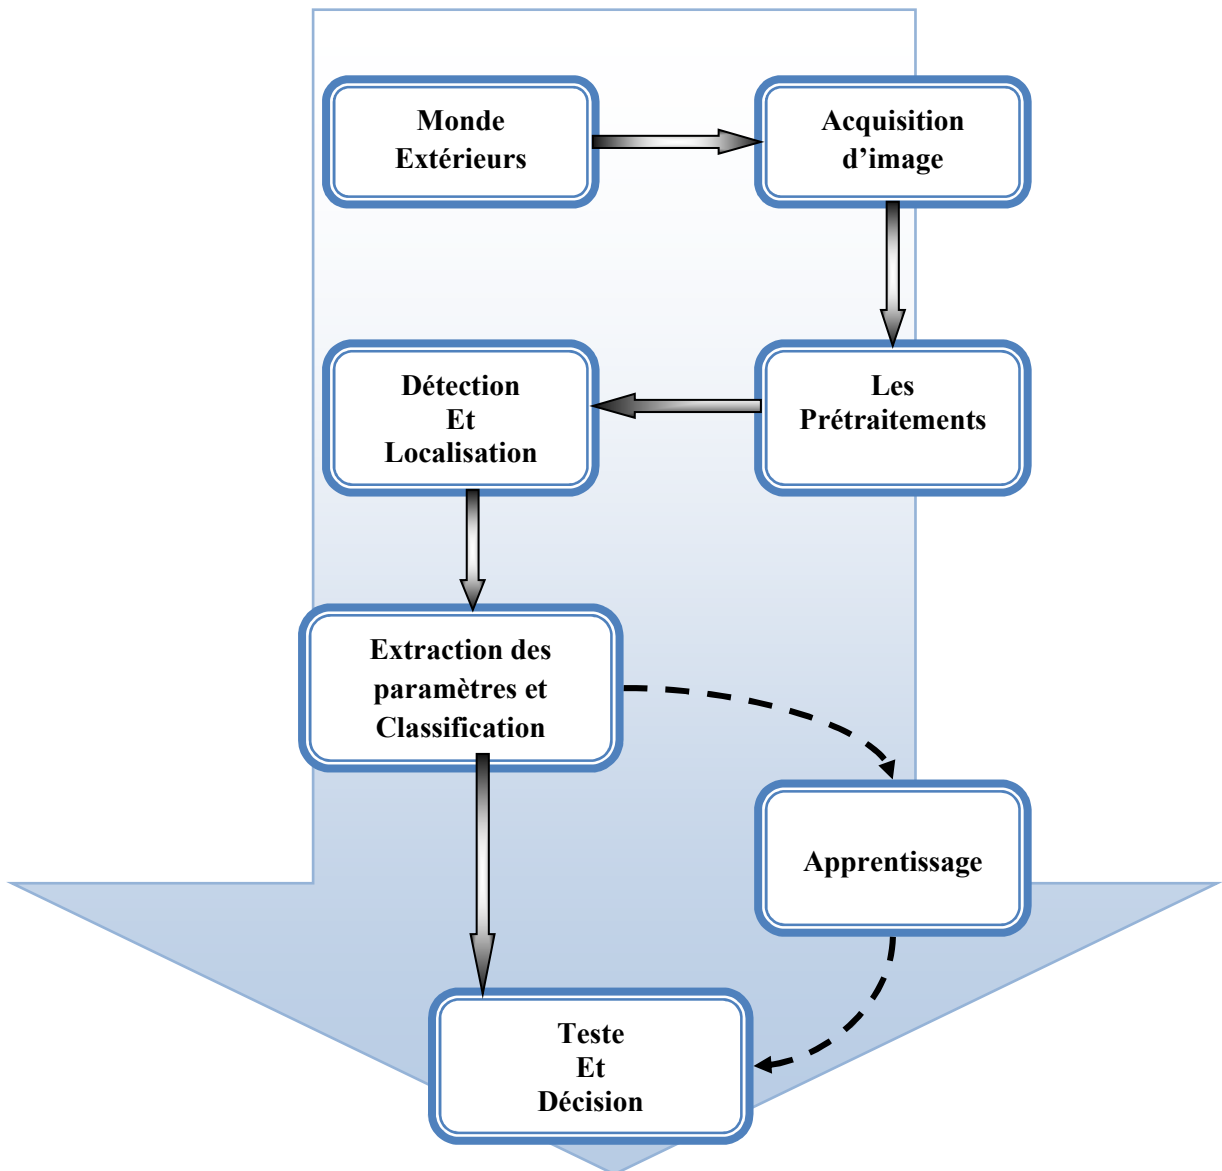 Monde
Extérieurs
Acquisition
d’image
Les
Prétraitements
Détection
Et
Localisation
Extraction des
paramètres et
Classification
Apprentissage
Teste
Et
Décision